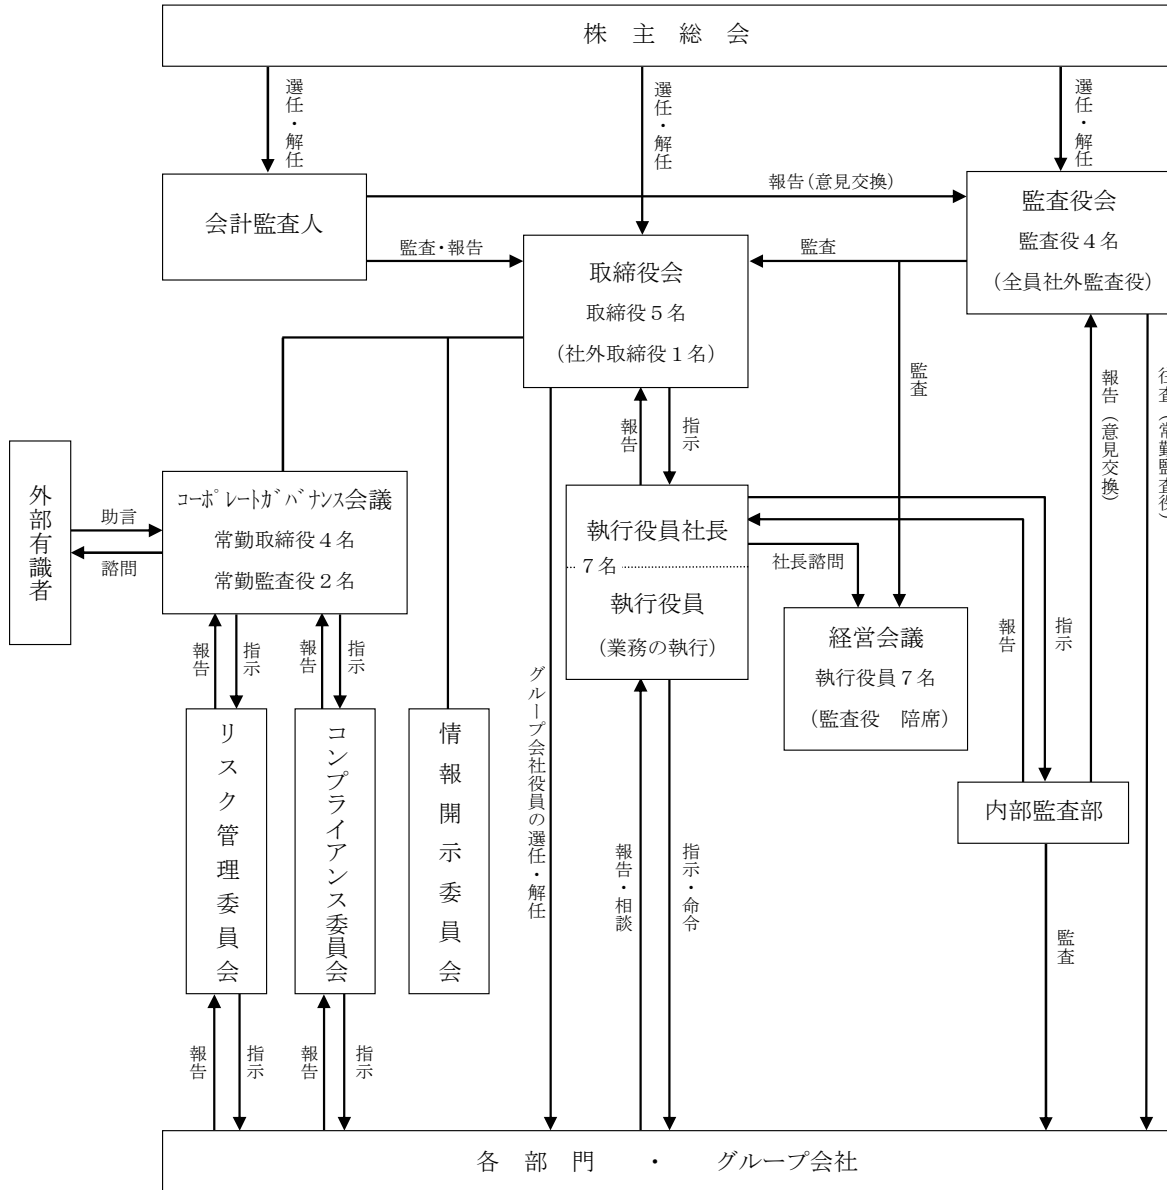 株 主 総 会
選任・解任
選任・解任
選任・解任
会計監査人
報告(意見交換)
監査役会
監査役４名
(全員社外監査役)
監査・報告
監査
取締役会
取締役５名
(社外取締役１名)
監査
報告
指示
報告(意見交換)
往査(常勤監査役)
外部有識者
助言
諮問
コーポレートガバナンス会議
常勤取締役４名
常勤監査役２名
執行役員社長
７名
執行役員
(業務の執行)
社長諮問
経営会議
執行役員７名
(監査役　陪席)
報告
指示
報告
指示
報告
指示
リスク管理委員会
コンプライアンス委員会
情報開示委員会
グループ会社役員の選任・解任
内部監査部
報告・相談
指示・命令
監査
報告
指示
報告
指示
各 部 門 ・ グループ会社